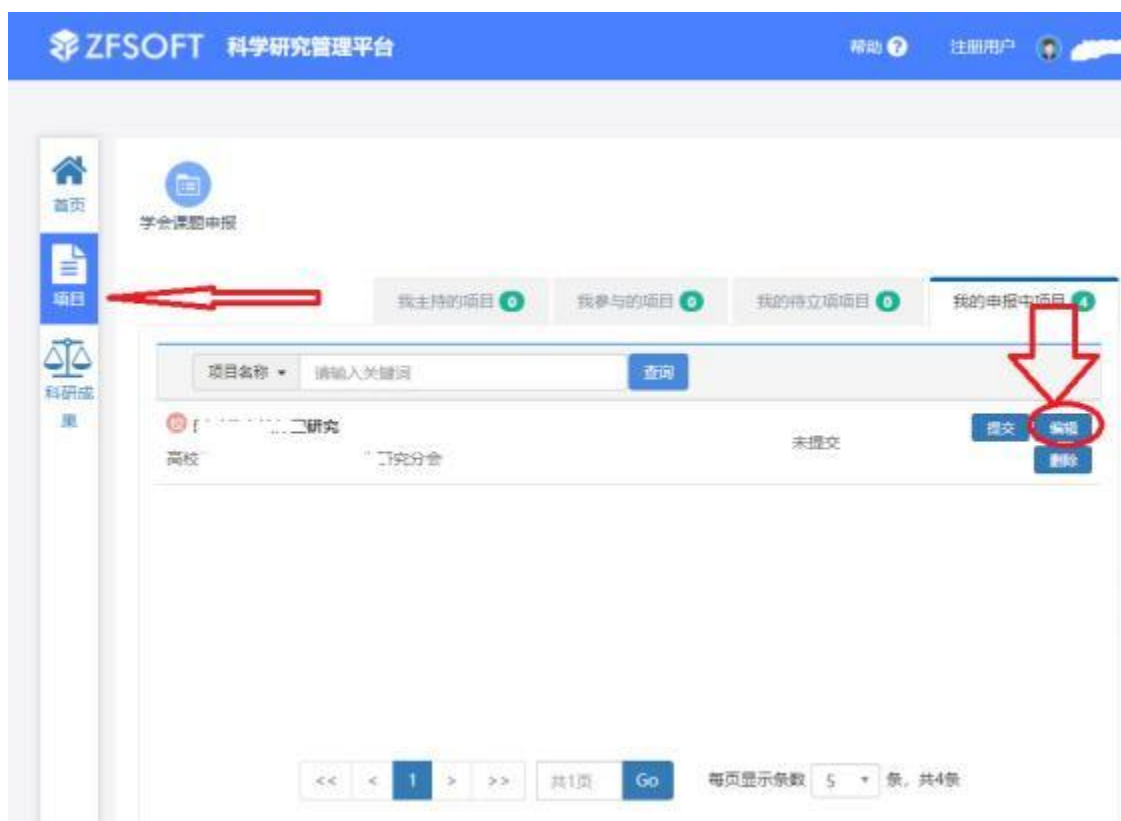 ZFSOFT 科学研究管理平台 帮助 ? 注册用户
首页
学会课题申报
项目
我主持的项目 0 我参与的项目 0 我的待立项项目 0 我的申报中项目 4
科研成
果
项目名称 请输入关键词 查询
研究
未提交
提交 编辑
高校 究分会
删除
<< < 1 > >> 共1页 Go 每页显示条数 5 条，共4条